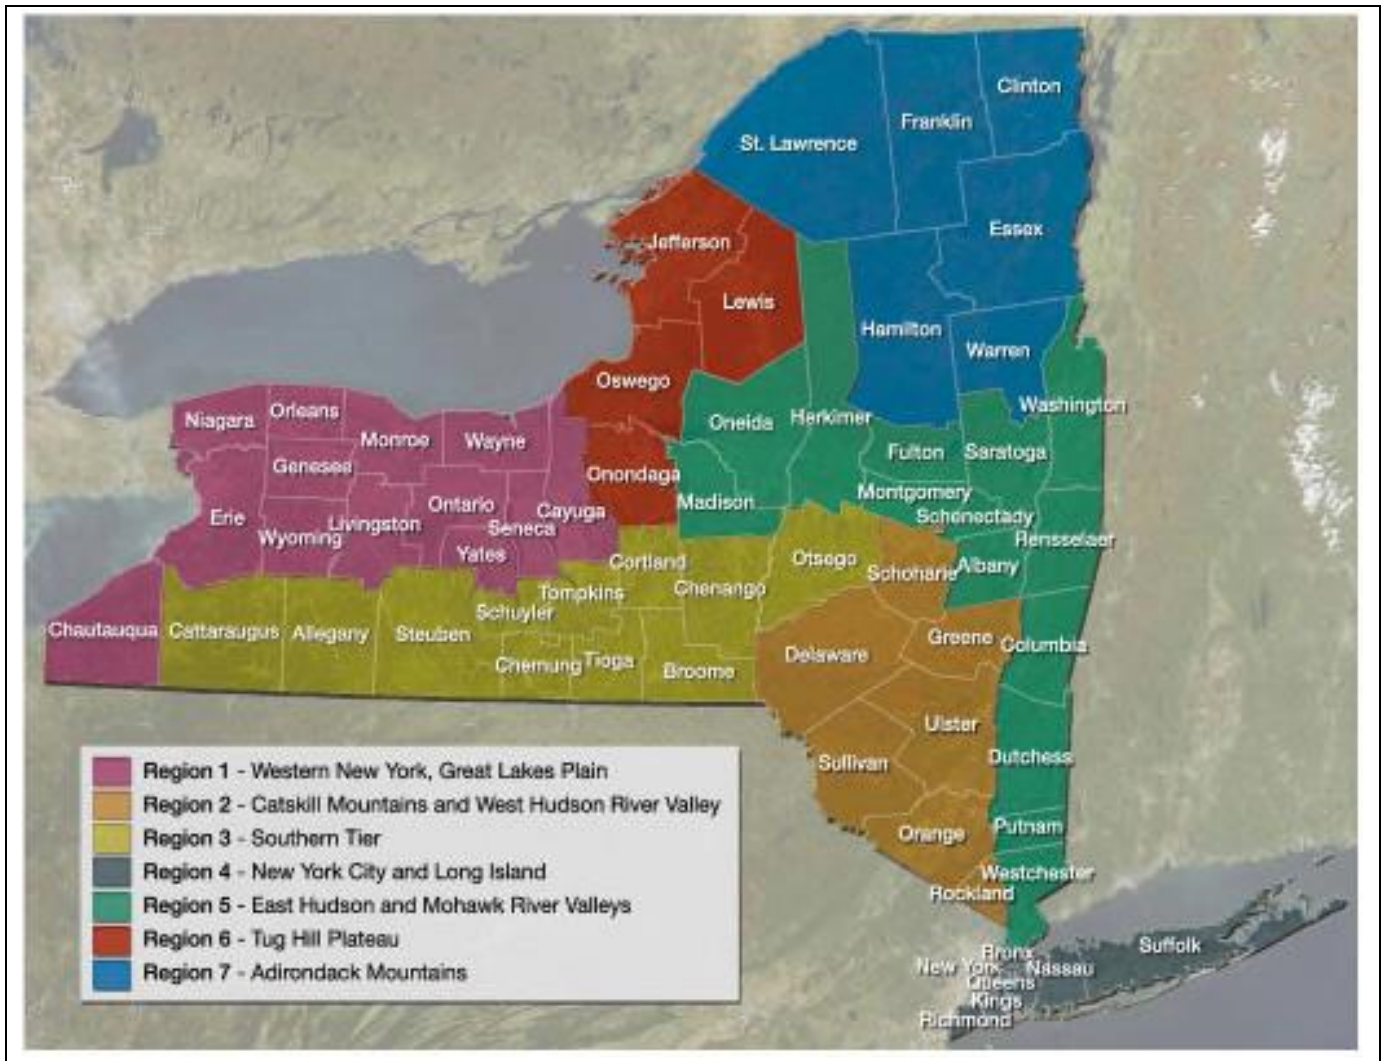 Clinton
Franklin
St. Lawrence
Essex
Jefferson
Lewis
Hamilton
Warren
Oswego
Washington
Niagara
Orleans
Oneida
Herkimer
Monroe
Wayne
Fulton
Saratoga
Genesee
Onondaga
Montgomery
Ontario
Madison
Cayuga
Schenectady
Erie
Livingston
Seneca
Wyoming
Rensselaer
Yates
Cortland
Otsego
Schoharie
Albany
Tompkins
Chenango
Schuyler
Chautauqua
Cattaraugus
Allegany
Steuben
Greene
Columbia
Chemung
Tioga
Broome
Delaware
Ulster
Sullivan
Dutchess
Orange
Putnam
Westchester
Rockland
Suffolk
Bronx
New York
Nassau
Queens
Kings
Richmond
Region 1 - Western New York, Great Lakes Plain
Region 2 - Catskill Mountains and West Hudson River Valley
Region 3 - Southern Tier
Region 4 - New York City and Long Island
Region 5 - East Hudson and Mohawk River Valleys
Region 6 - Tug Hill Plateau
Region 7 - Adirondack Mountains